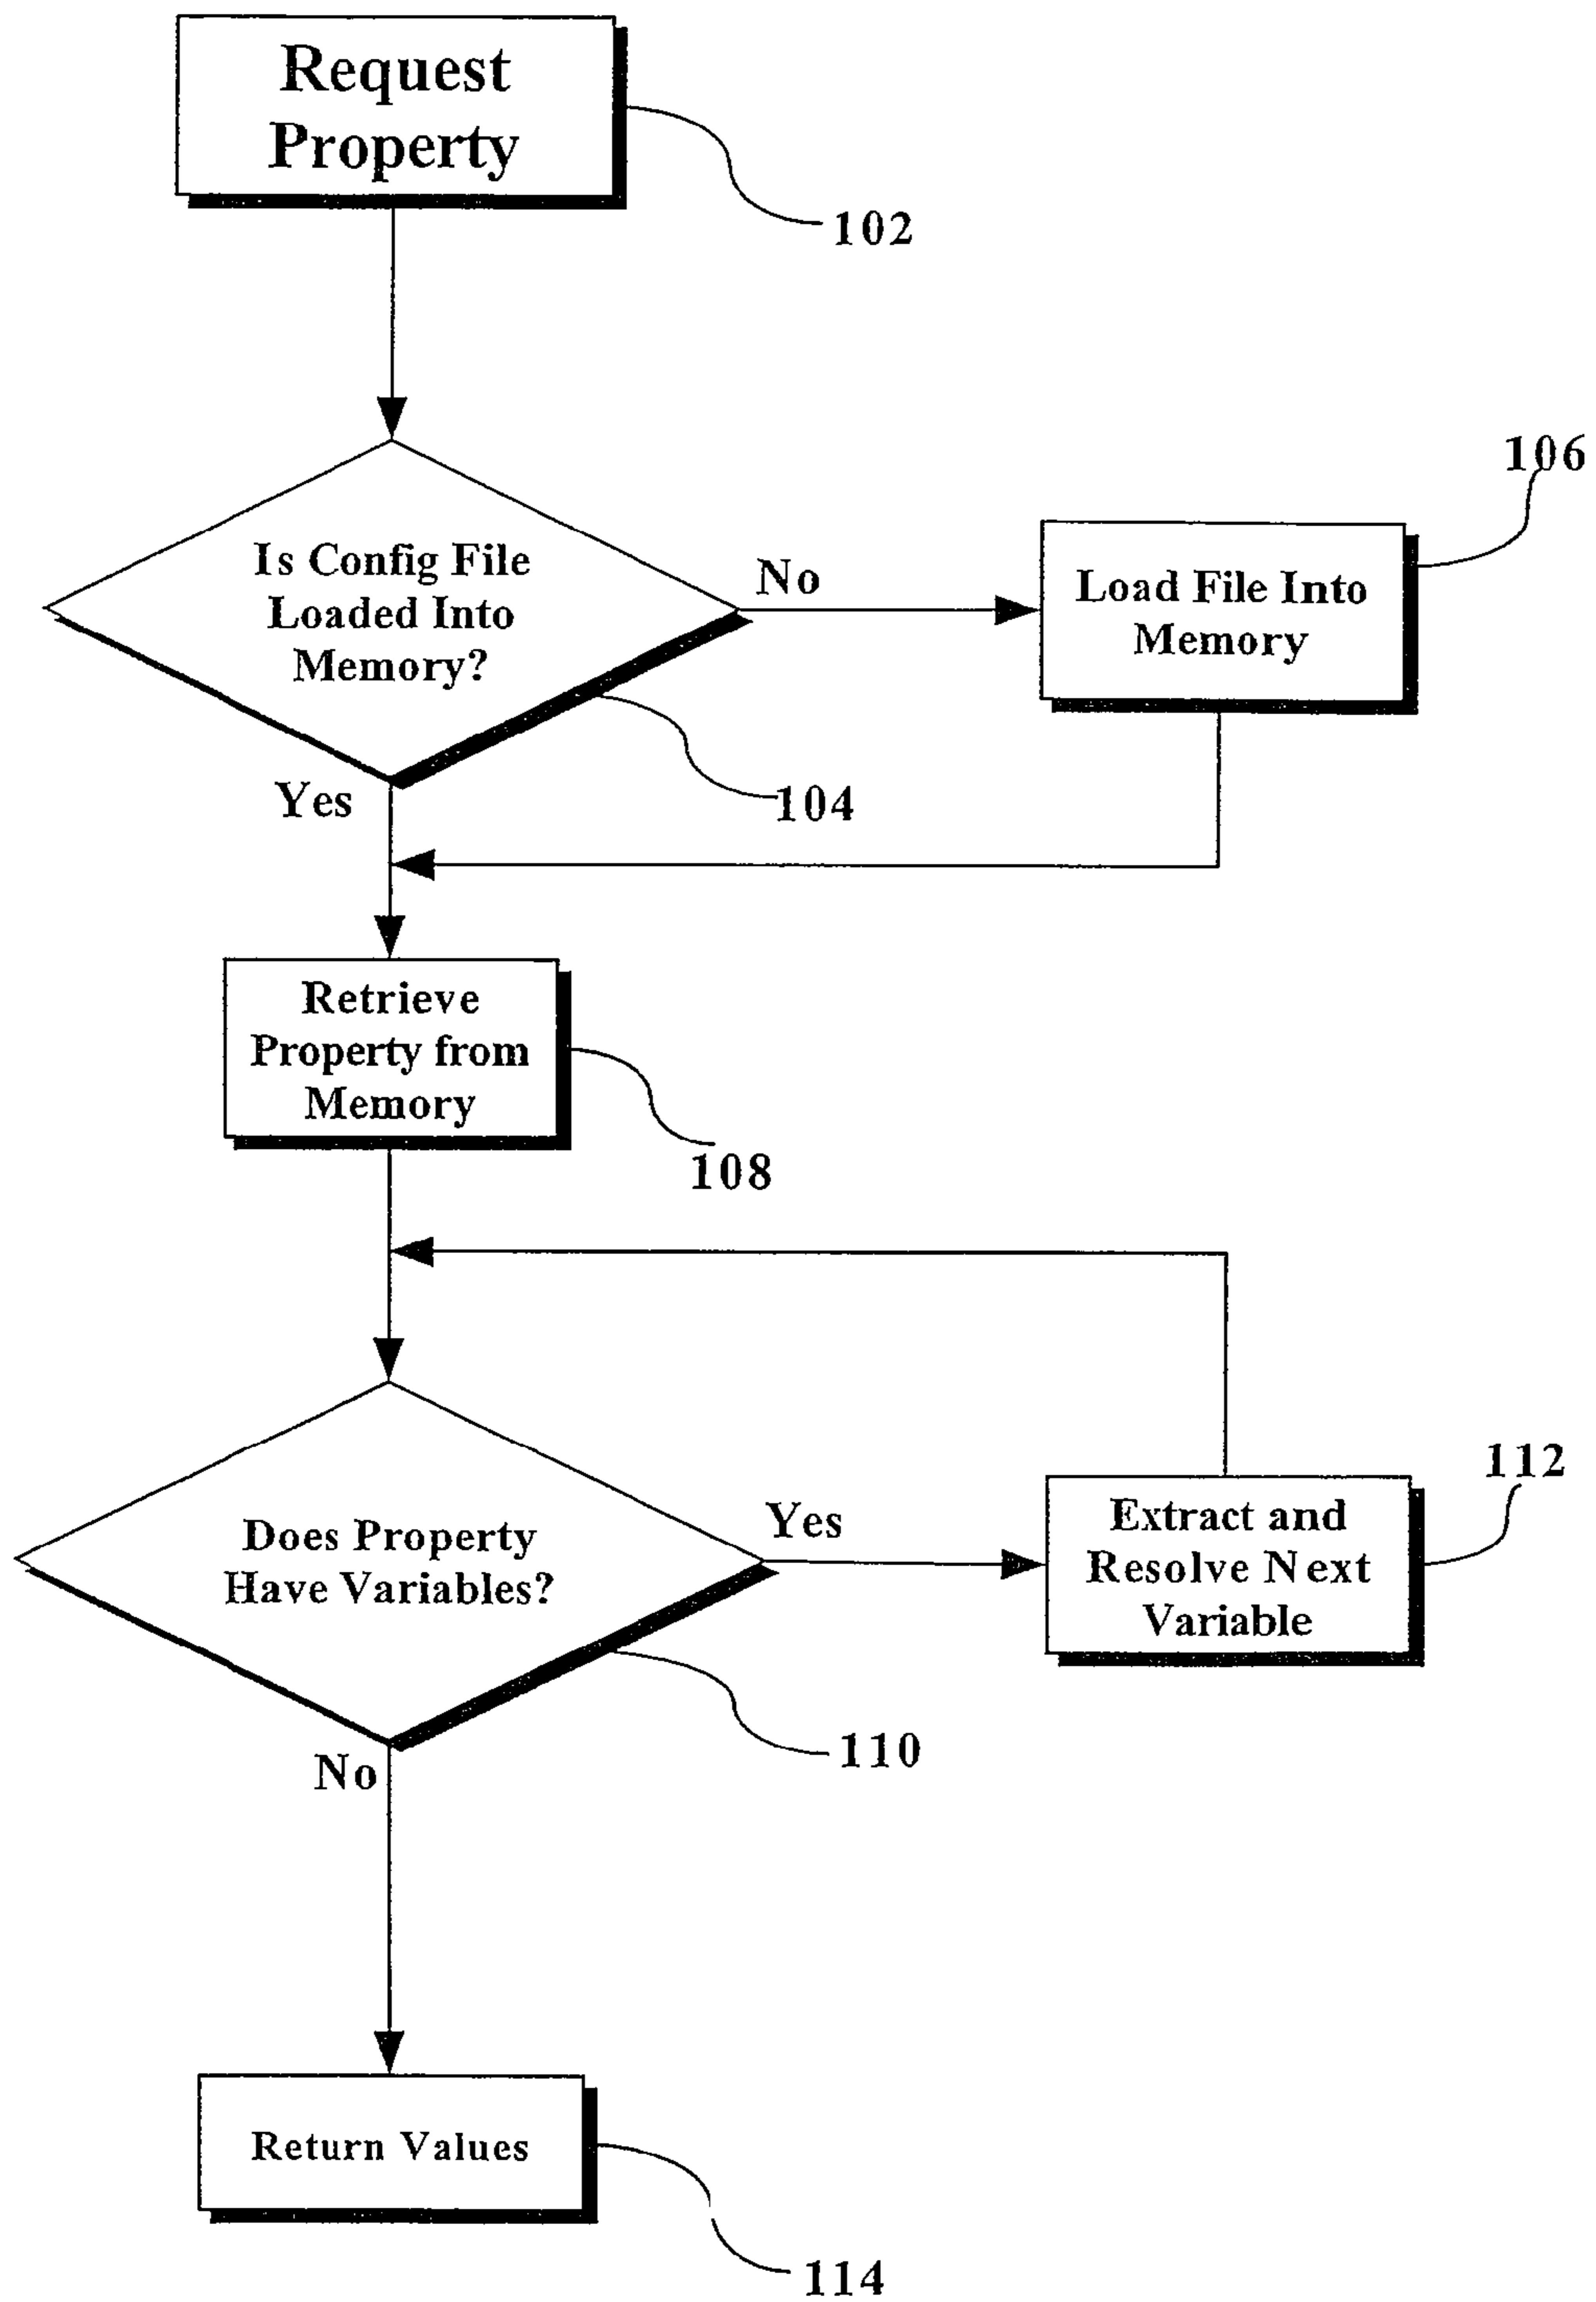 Request
Property
102
106
Is Config File
Loaded Into
Memory?
No
Load File Into
Memory
104
Yes
Retrieve
Property from
Memory
108
112
Does Property
Have Variables?
Yes
Extract and
Resolve Next
Variable
110
No
Return Values
114